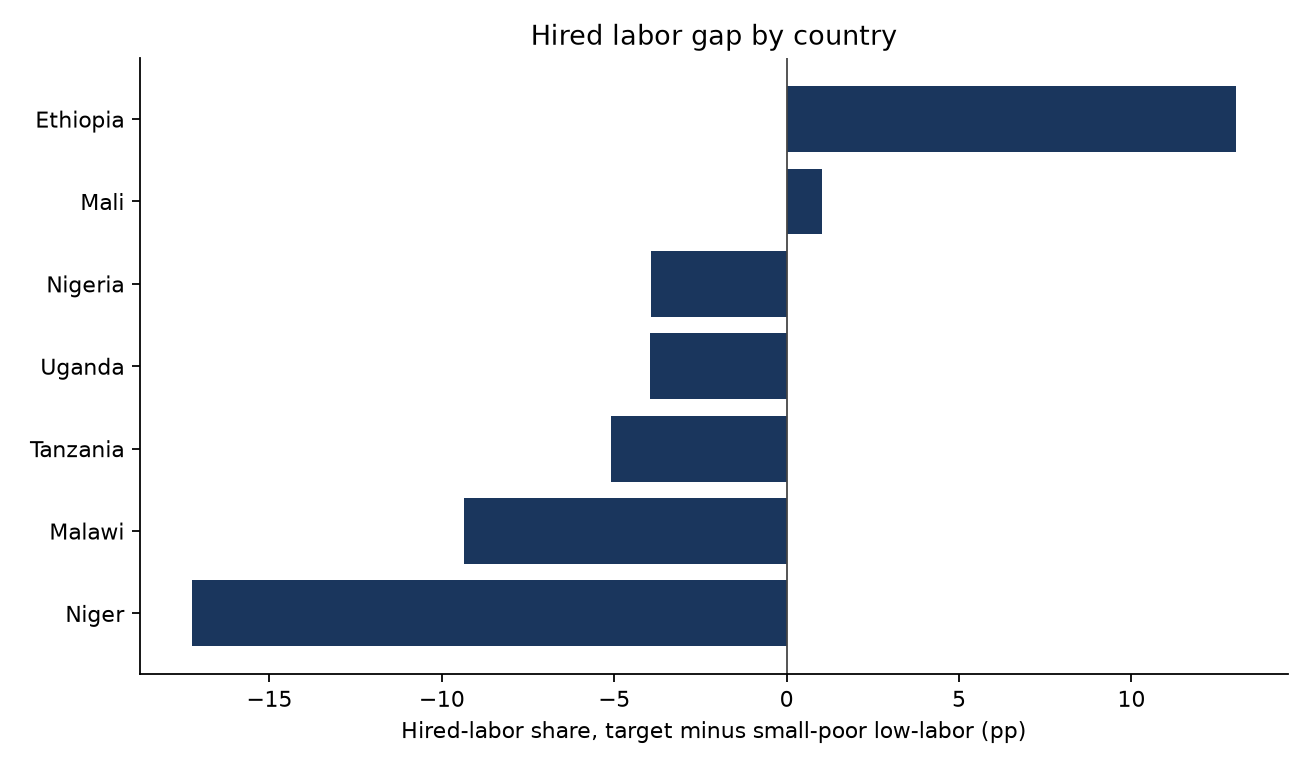 Hired labor gap by country
Ethiopia
Mali
Nigeria
Uganda
Tanzania
Malawi
Niger
−15 −10 −5 0 5 10
Hired-labor share, target minus small-poor low-labor (pp)